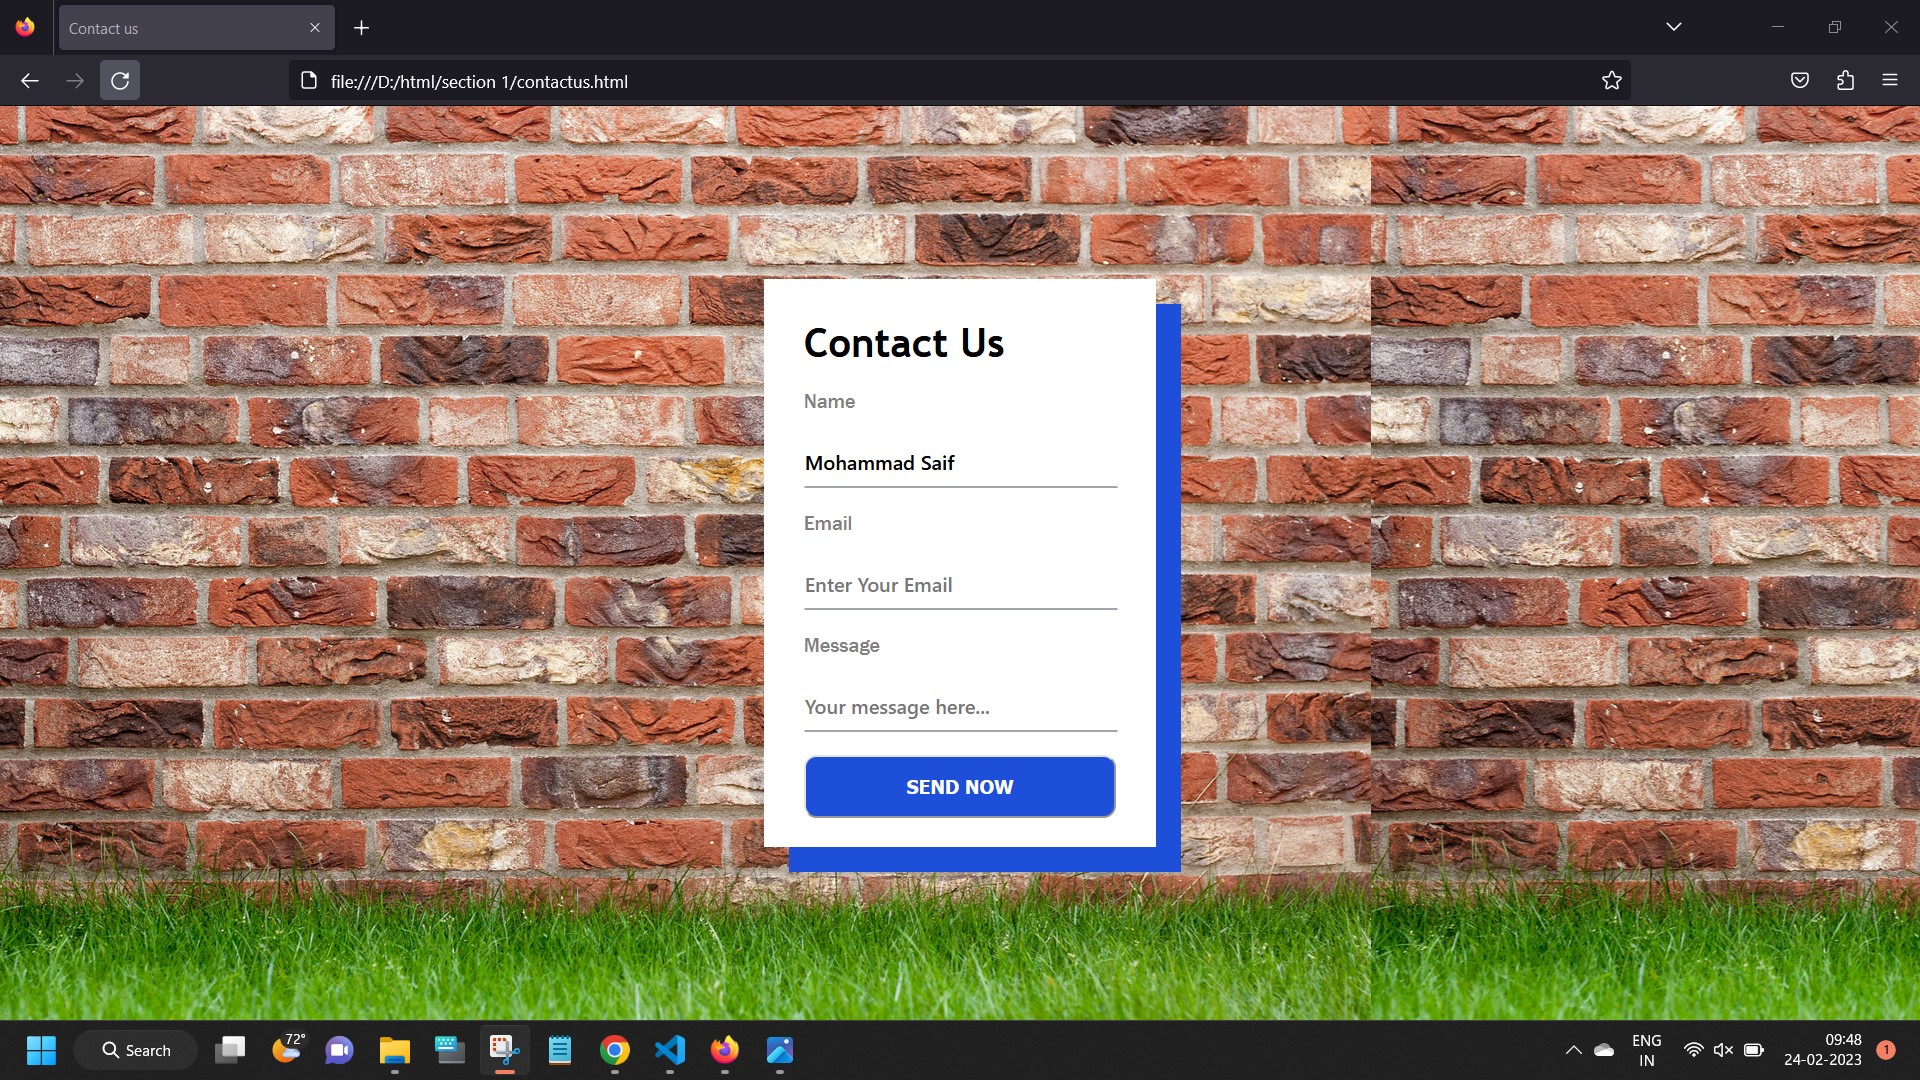 Contact us
file:///D:/html/section 1/contactus.html
Contact Us
Name
Mohammad Saif
Email
Enter Your Email
Message
Your message here...
SEND NOW
Search
72°
ENG
IN
09:48
24-02-2023
1